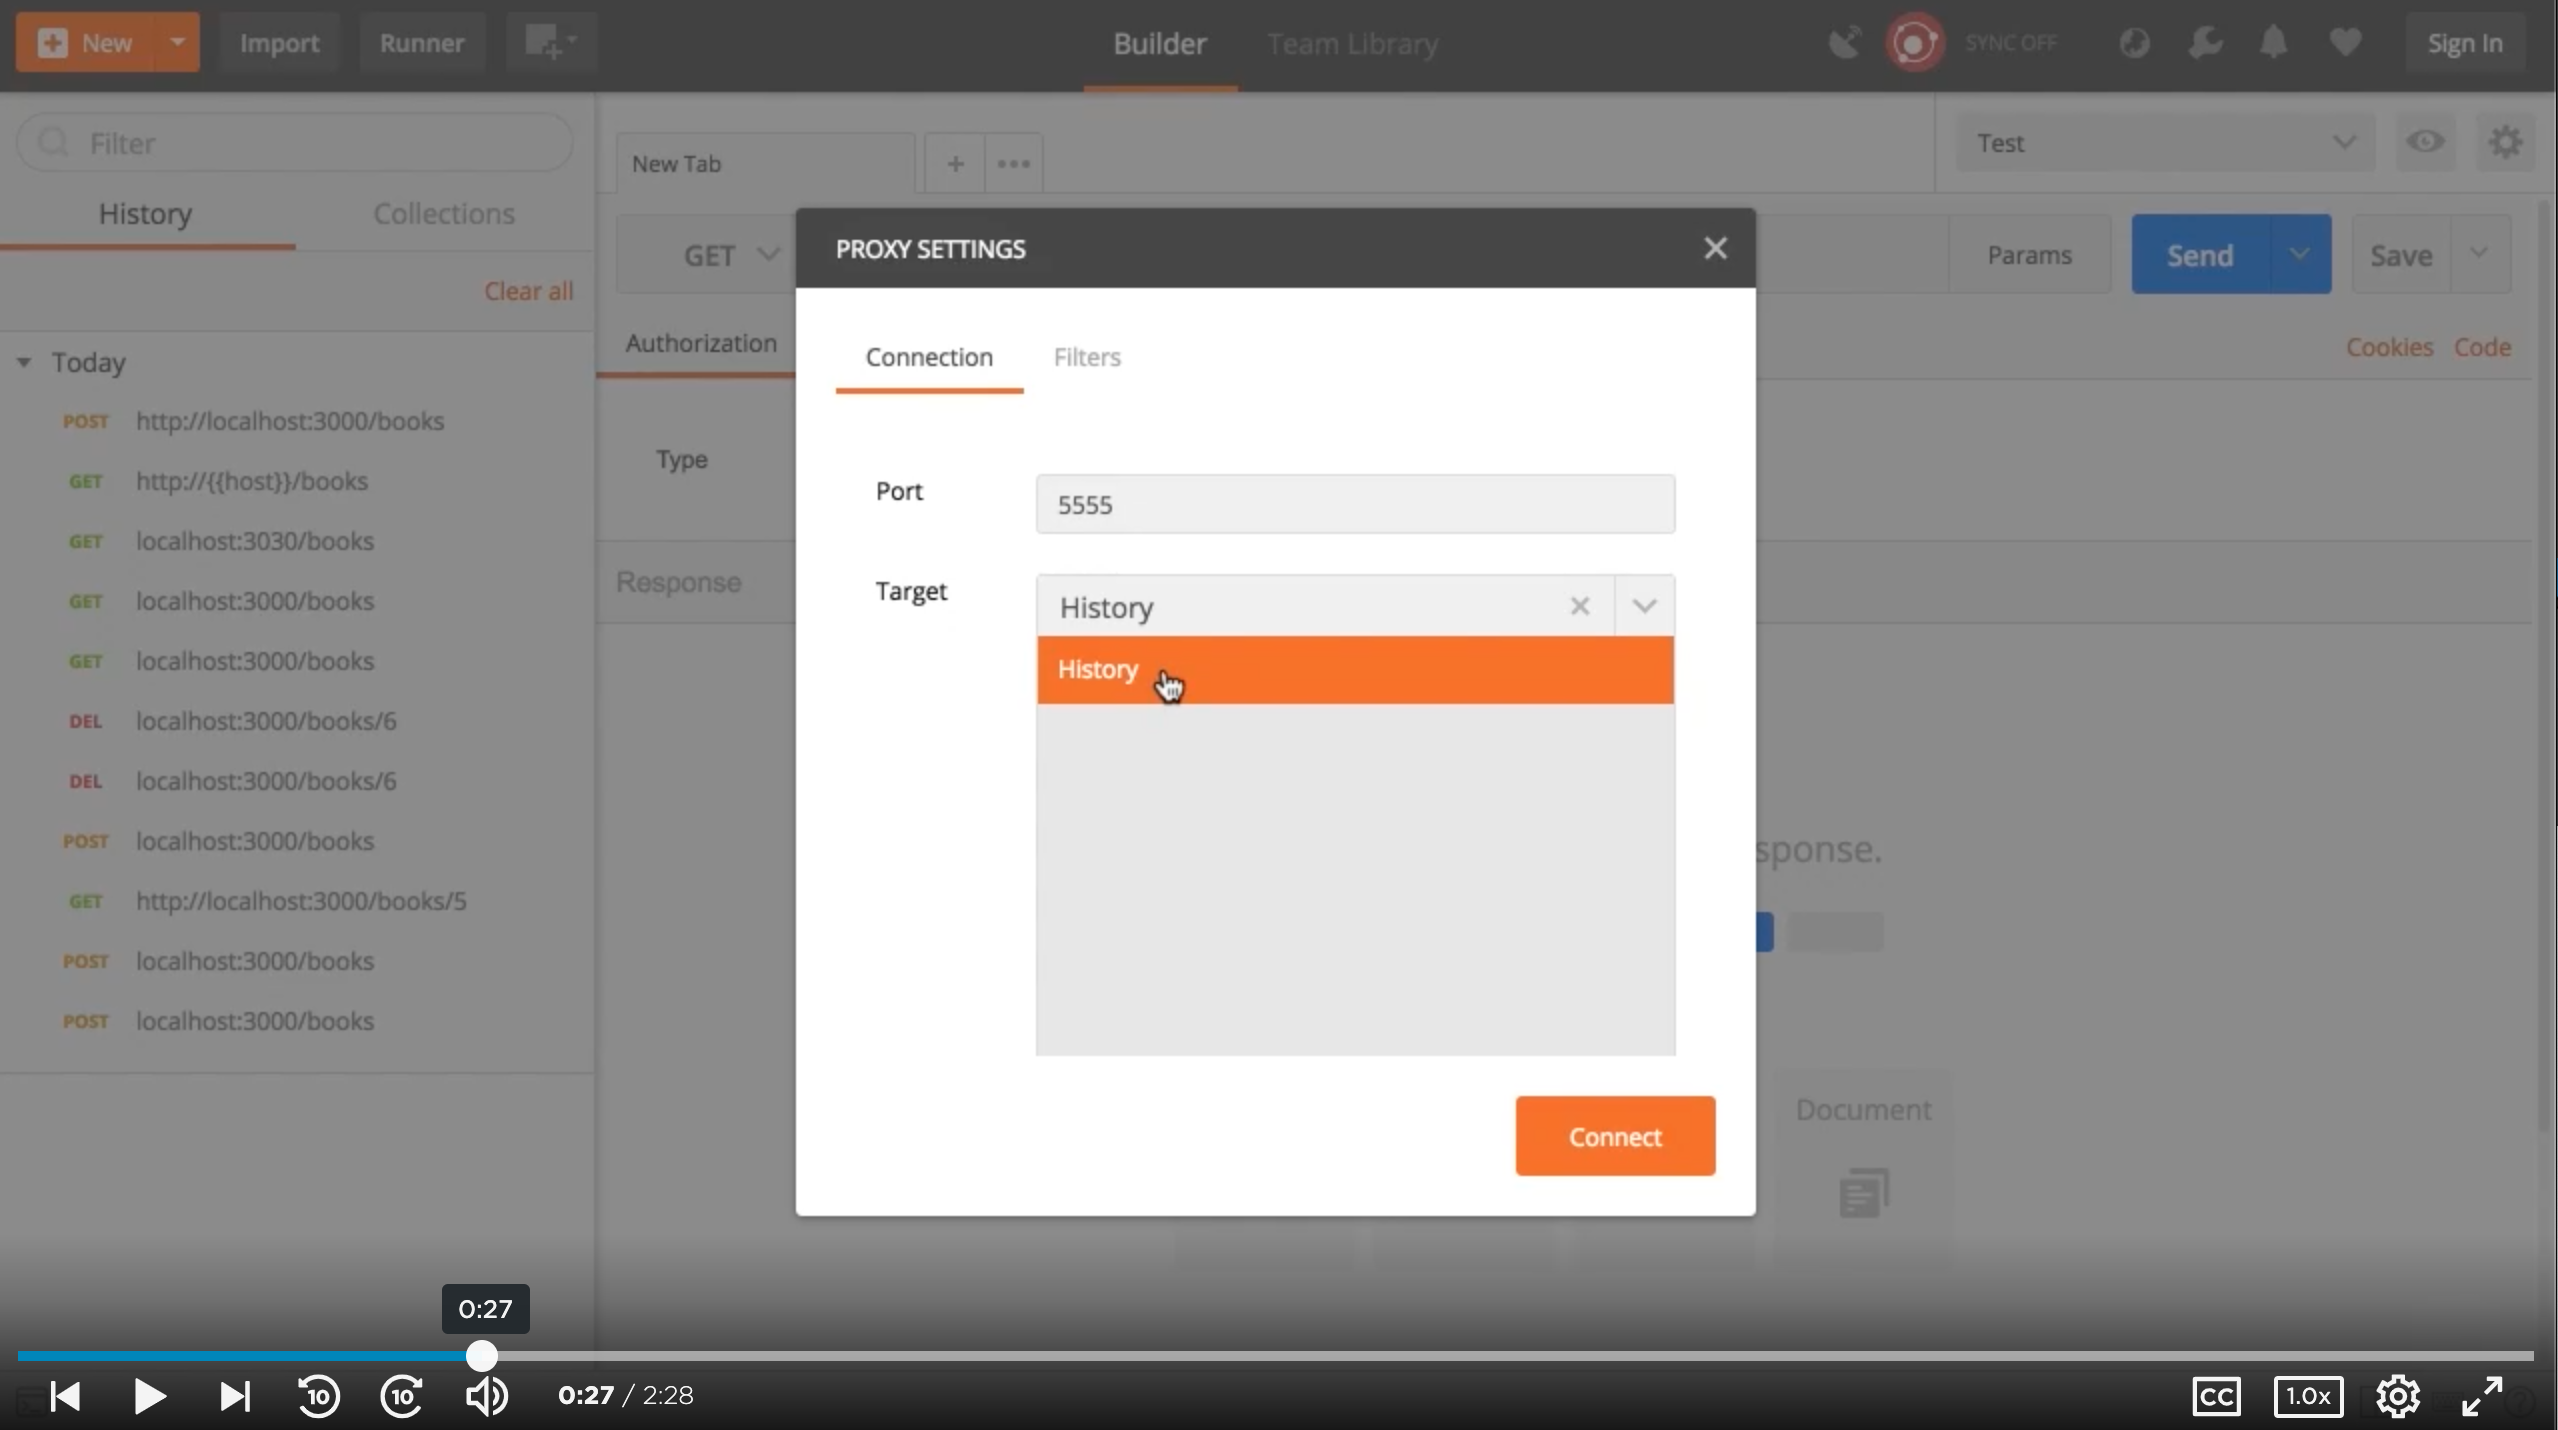 New
Import
Runner
Builder
Team Library
SYNC OFF
Sign In
Filter
History
Collections
Clear all
Today
POST http://localhost:3000/books
GET http://{{host}}/books
GET localhost:3030/books
GET localhost:3000/books
GET localhost:3000/books
DEL localhost:3000/books/6
DEL localhost:3000/books/6
POST localhost:3000/books
GET http://localhost:3000/books/5
POST localhost:3000/books
POST localhost:3000/books
New Tab
Test
GET
Params
Send
Save
Authorization
Cookies Code
Type
Response
sponse.
Document
PROXY SETTINGS
Connection
Filters
Port
5555
Target
History
History
Connect
0:27
10
10
0:27 / 2:28
CC
1.0x